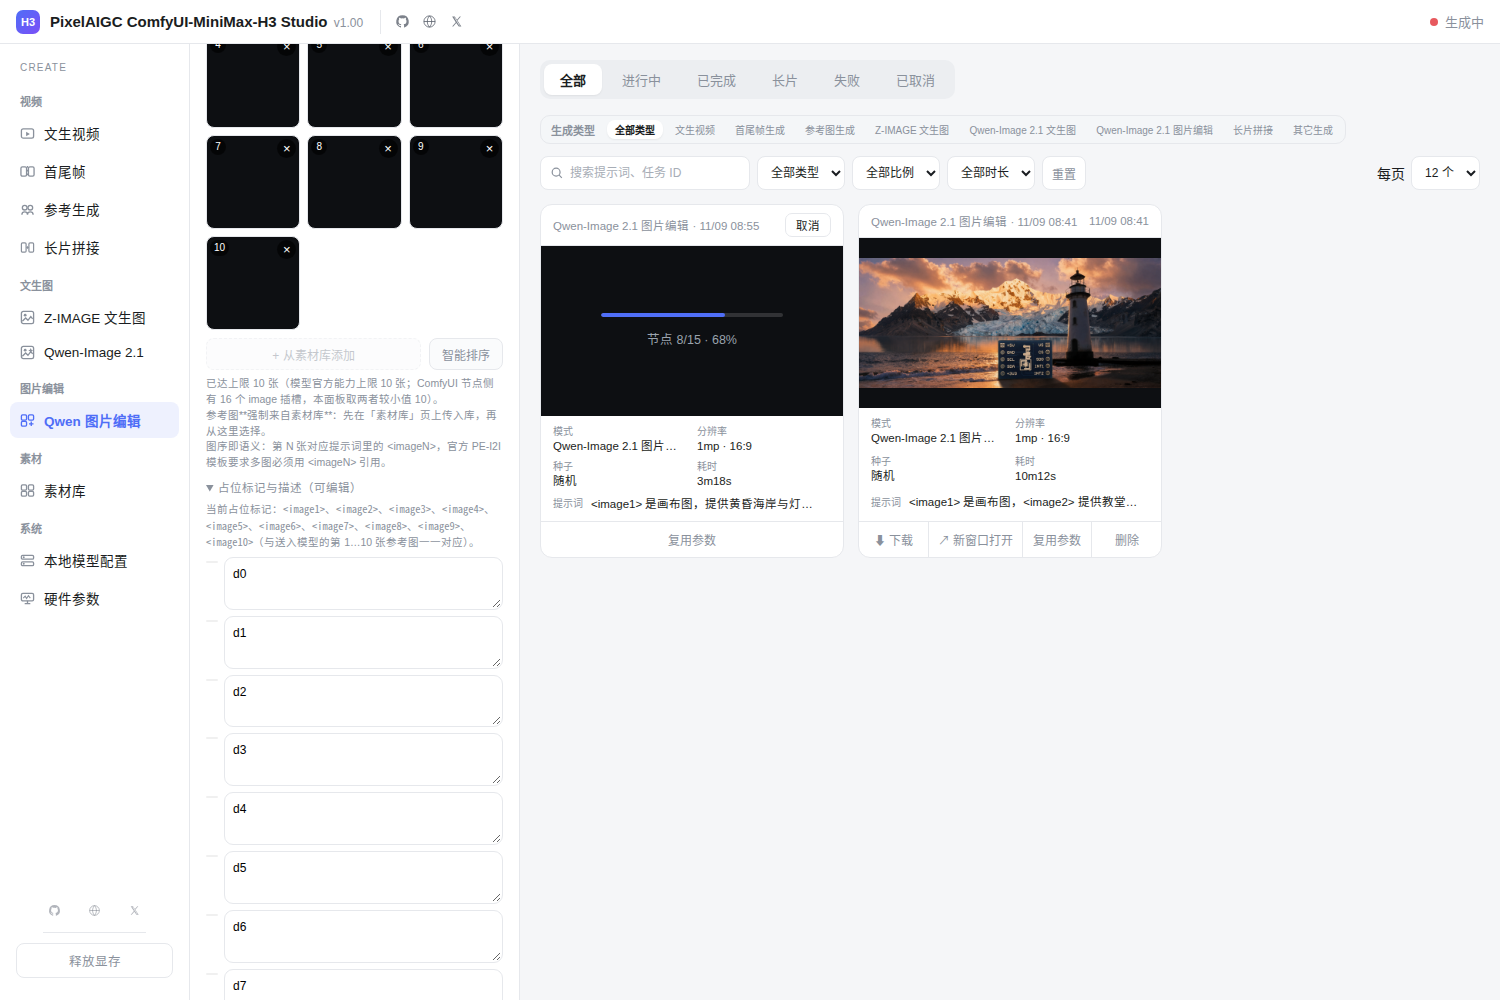 H3 PixelAIGC ComfyUI-MiniMax-H3 Studio v1.00
生成中
CREATE
视频
文生视频
首尾帧
参考生成
长片拼接
文生图
Z-IMAGE 文生图
Qwen-Image 2.1
图片编辑
Qwen 图片编辑
素材
素材库
系统
本地模型配置
硬件参数
释放显存
4 × 5 × 6 ×
7 × 8 × 9 ×
10 ×
+ 从素材库添加
智能排序
已达上限 10 张（模型官方能力上限 10 张；ComfyUI 节点侧
有 16 个 image 插槽，本面板取两者较小值 10）。
参考图**强制来自素材库**：先在「素材库」页上传入库，再
从这里选择。
图序即语义：第 N 张对应提示词里的 <imageN>，官方 PE-I2I
模板要求多图必须用 <imageN> 引用。
▼ 占位标记与描述（可编辑）
当前占位标记：<image1>、<image2>、<image3>、<image4>、
<image5>、<image6>、<image7>、<image8>、<image9>、
<image10>（与送入模型的第 1…10 张参考图一一对应）。
d0
d1
d2
d3
d4
d5
d6
d7
全部 进行中 已完成 长片 失败 已取消
生成类型 全部类型 文生视频 首尾帧生成 参考图生成 Z-IMAGE 文生图 Qwen-Image 2.1 文生图 Qwen-Image 2.1 图片编辑 长片拼接 其它生成
搜索提示词、任务 ID 全部类型 全部比例 全部时长 重置 每页 12 个
Qwen-Image 2.1 图片编辑 · 11/09 08:55 取消
节点 8/15 · 68%
模式 分辨率
Qwen-Image 2.1 图片… 1mp · 16:9
种子 耗时
随机 3m18s
提示词 <image1> 是画布图，提供黄昏海岸与灯…
复用参数
Qwen-Image 2.1 图片编辑 · 11/09 08:41 11/09 08:41
模式 分辨率
Qwen-Image 2.1 图片… 1mp · 16:9
种子 耗时
随机 10m12s
提示词 <image1> 是画布图，<image2> 提供教堂…
下载 ↗ 新窗口打开 复用参数 删除